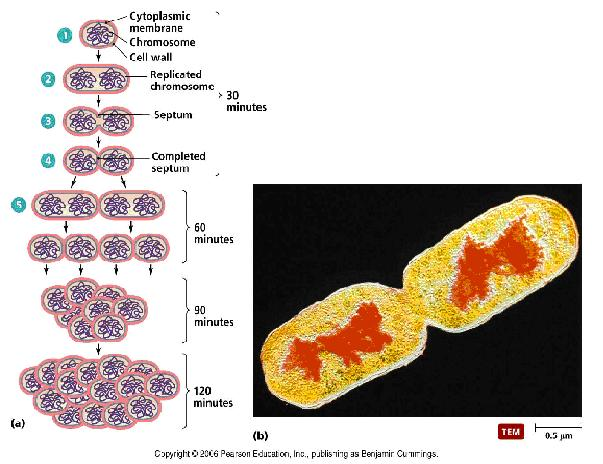 Cytoplasmic
membrane
1
Chromosome
Cell wall
2
Replicated
chromosome
30
minutes
3
Septum
4
Completed
septum
5
60
minutes
90
minutes
120
minutes
(a)
(b)
TEM
0.5 µm
Copyright © 2006 Pearson Education, Inc., publishing as Benjamin Cummings.